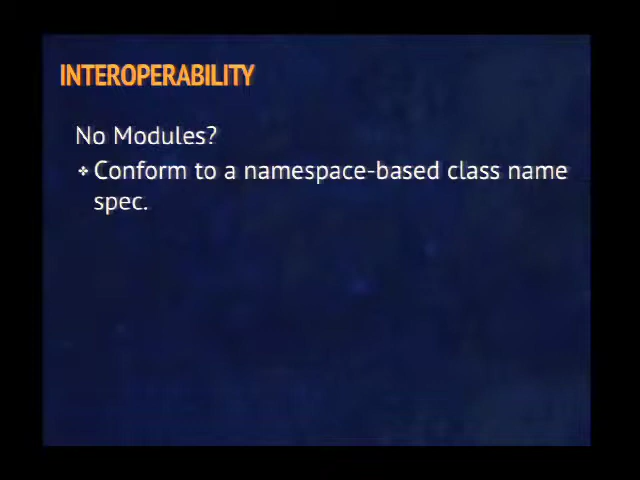 INTEROPERABILITY
No Modules?
❖ Conform to a namespace-based class name
spec.